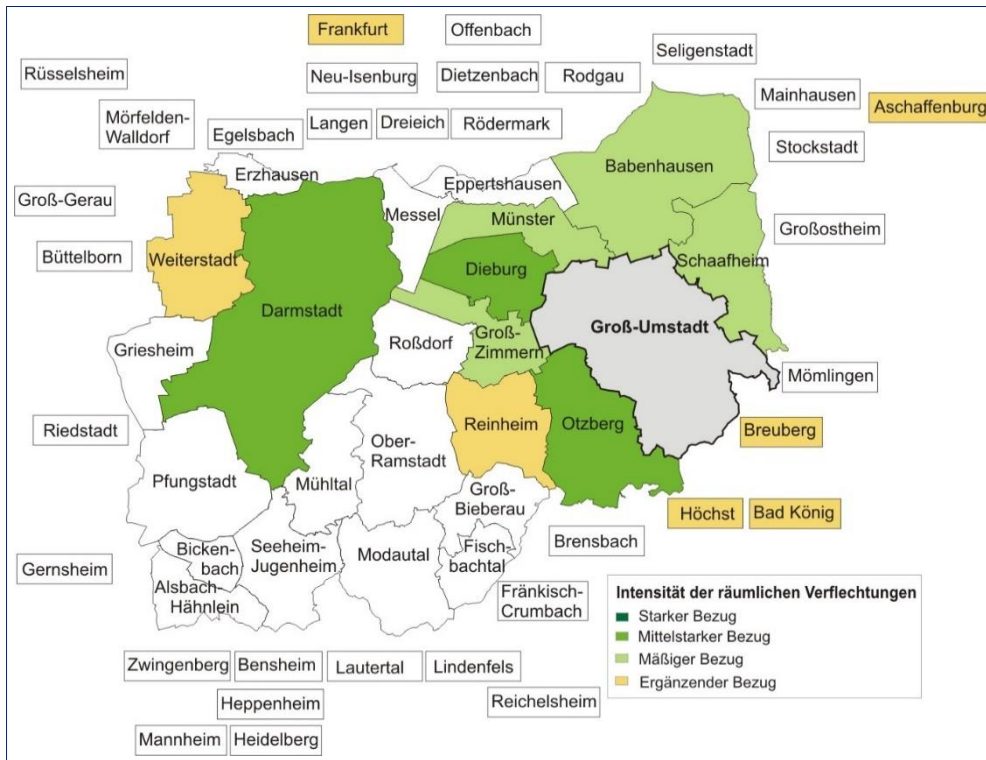 Frankfurt
Offenbach
Seligenstadt
Rüsselsheim
Neu-Isenburg
Dietzenbach
Rodgau
Mainhausen
Aschaffenburg
Mörfelden-
Walldorf
Egelsbach
Langen
Dreieich
Rödermark
Stockstadt
Erzhausen
Eppertshausen
Babenhausen
Groß-Gerau
Messel
Münster
Großostheim
Büttelborn
Weiterstadt
Dieburg
Schaafheim
Darmstadt
Groß-Umstadt
Griesheim
Roßdorf
Groß-
Zimmern
Mömlingen
Riedstadt
Reinheim
Otzberg
Breuberg
Ober-
Ramstadt
Pfungstadt
Mühltal
Groß-
Bieberau
Höchst
Bad König
Brensbach
Gernsheim
Bicken-
bach
Seeheim-
Jugenheim
Modautal
Fisch-
bachtal
Alsbach-
Hähnlein
Fränkisch-
Crumbach
Intensität der räumlichen Verflechtungen
Starker Bezug
Mittelstarker Bezug
Mäßiger Bezug
Ergänzender Bezug
Zwingenberg
Bensheim
Lautertal
Lindenfels
Heppenheim
Reichelsheim
Mannheim
Heidelberg